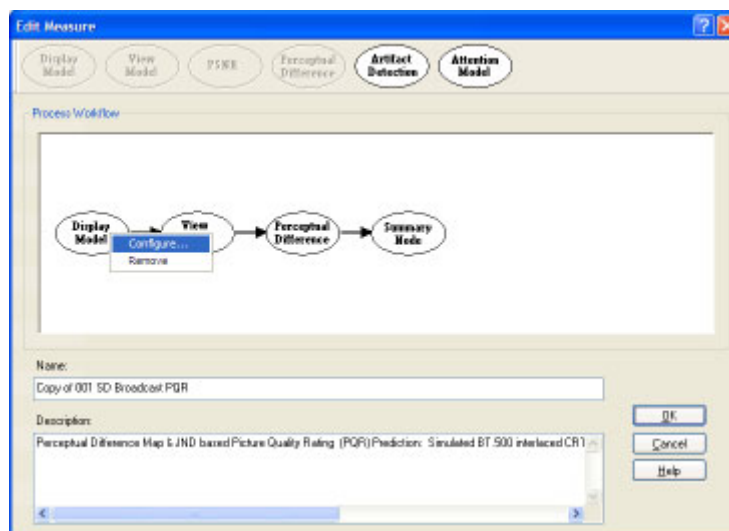 Edit Measure
Display Model
View Model
PSNR
Perceptual Difference
Artifact Detection
Attention Model
Process Workflow
Display Model
View
Perceptual Difference
Summary Node
Configure...
Remove
Name:
Copy of 001 SD Broadcast PQR
Description:
Perceptual Difference Map & JND based Picture Quality Rating (PQR) Prediction: Simulated BT.500 interlaced CRT
OK
Cancel
Help